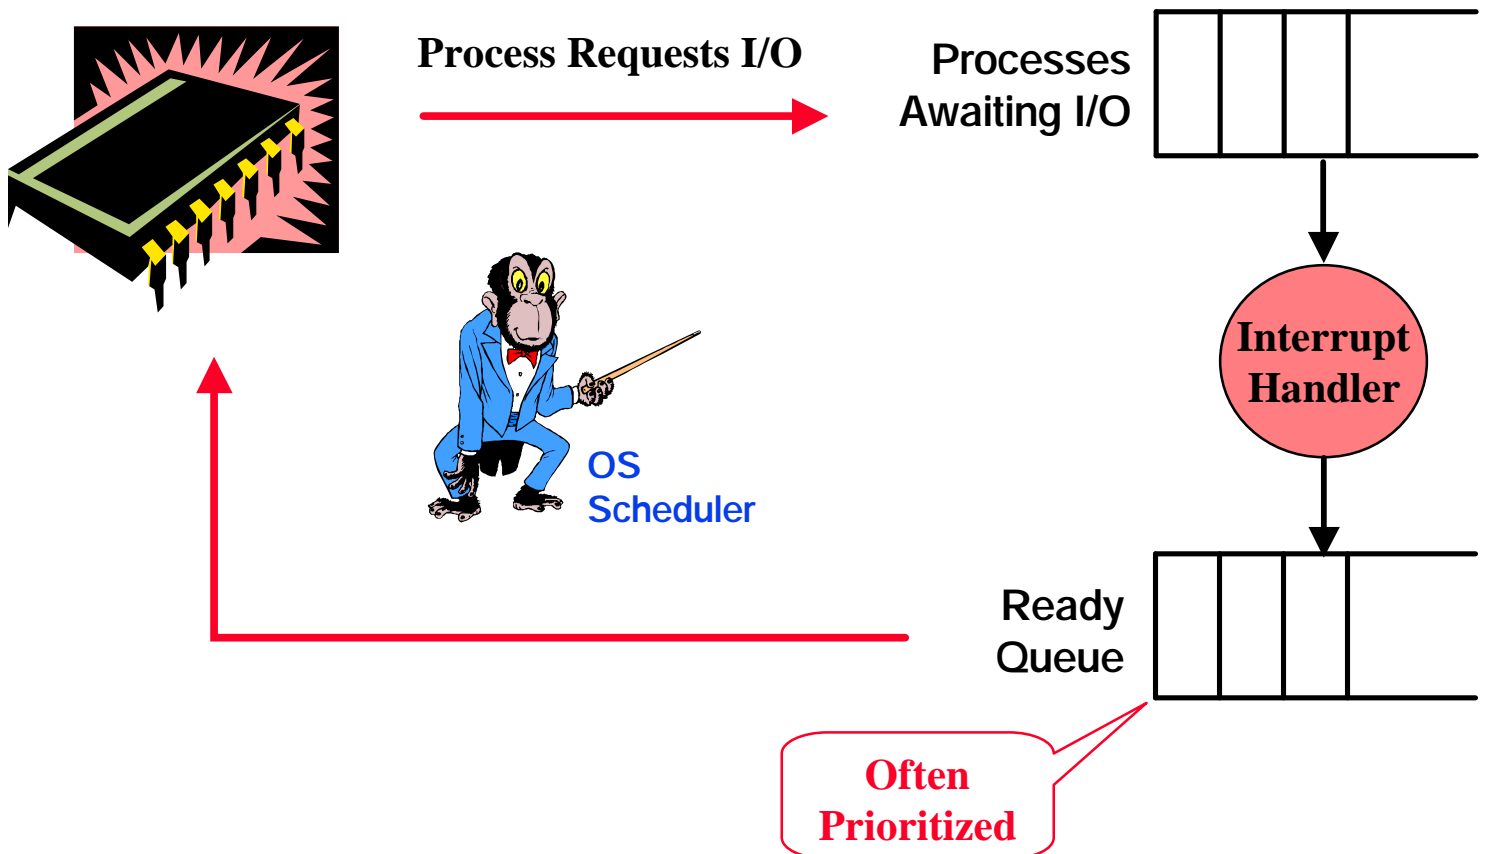 Process Requests I/O
Processes
Awaiting I/O
Interrupt
Handler
OS
Scheduler
Ready
Queue
Often
Prioritized